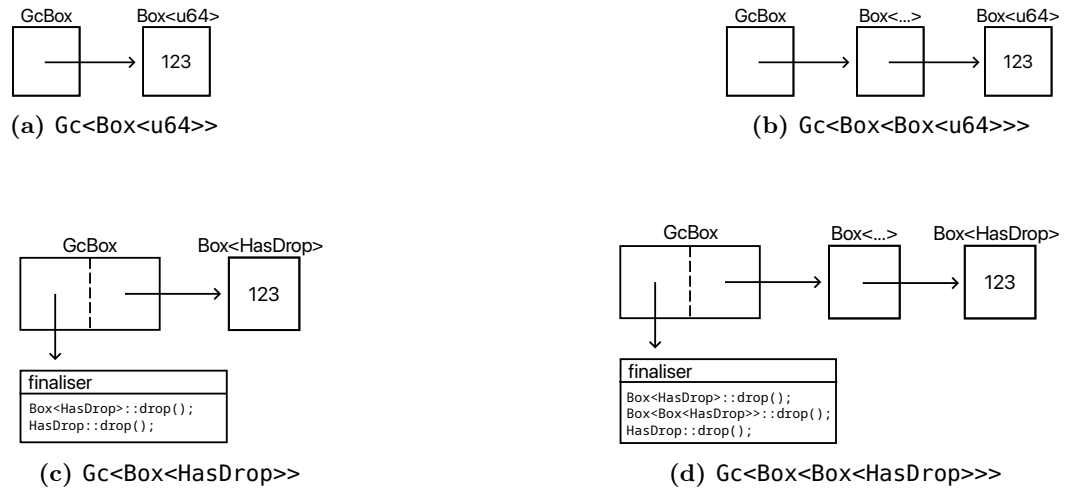 GcBox Box<u64>
123
(a) Gc<Box<u64>>
GcBox Box<...> Box<u64>
123
(b) Gc<Box<Box<u64>>>
GcBox Box<HasDrop>
123
finaliser
Box<HasDrop>::drop();
HasDrop::drop();
(c) Gc<Box<HasDrop>>
GcBox Box<...> Box<HasDrop>
123
finaliser
Box<HasDrop>::drop();
Box<Box<HasDrop>>::drop();
HasDrop::drop();
(d) Gc<Box<Box<HasDrop>>>